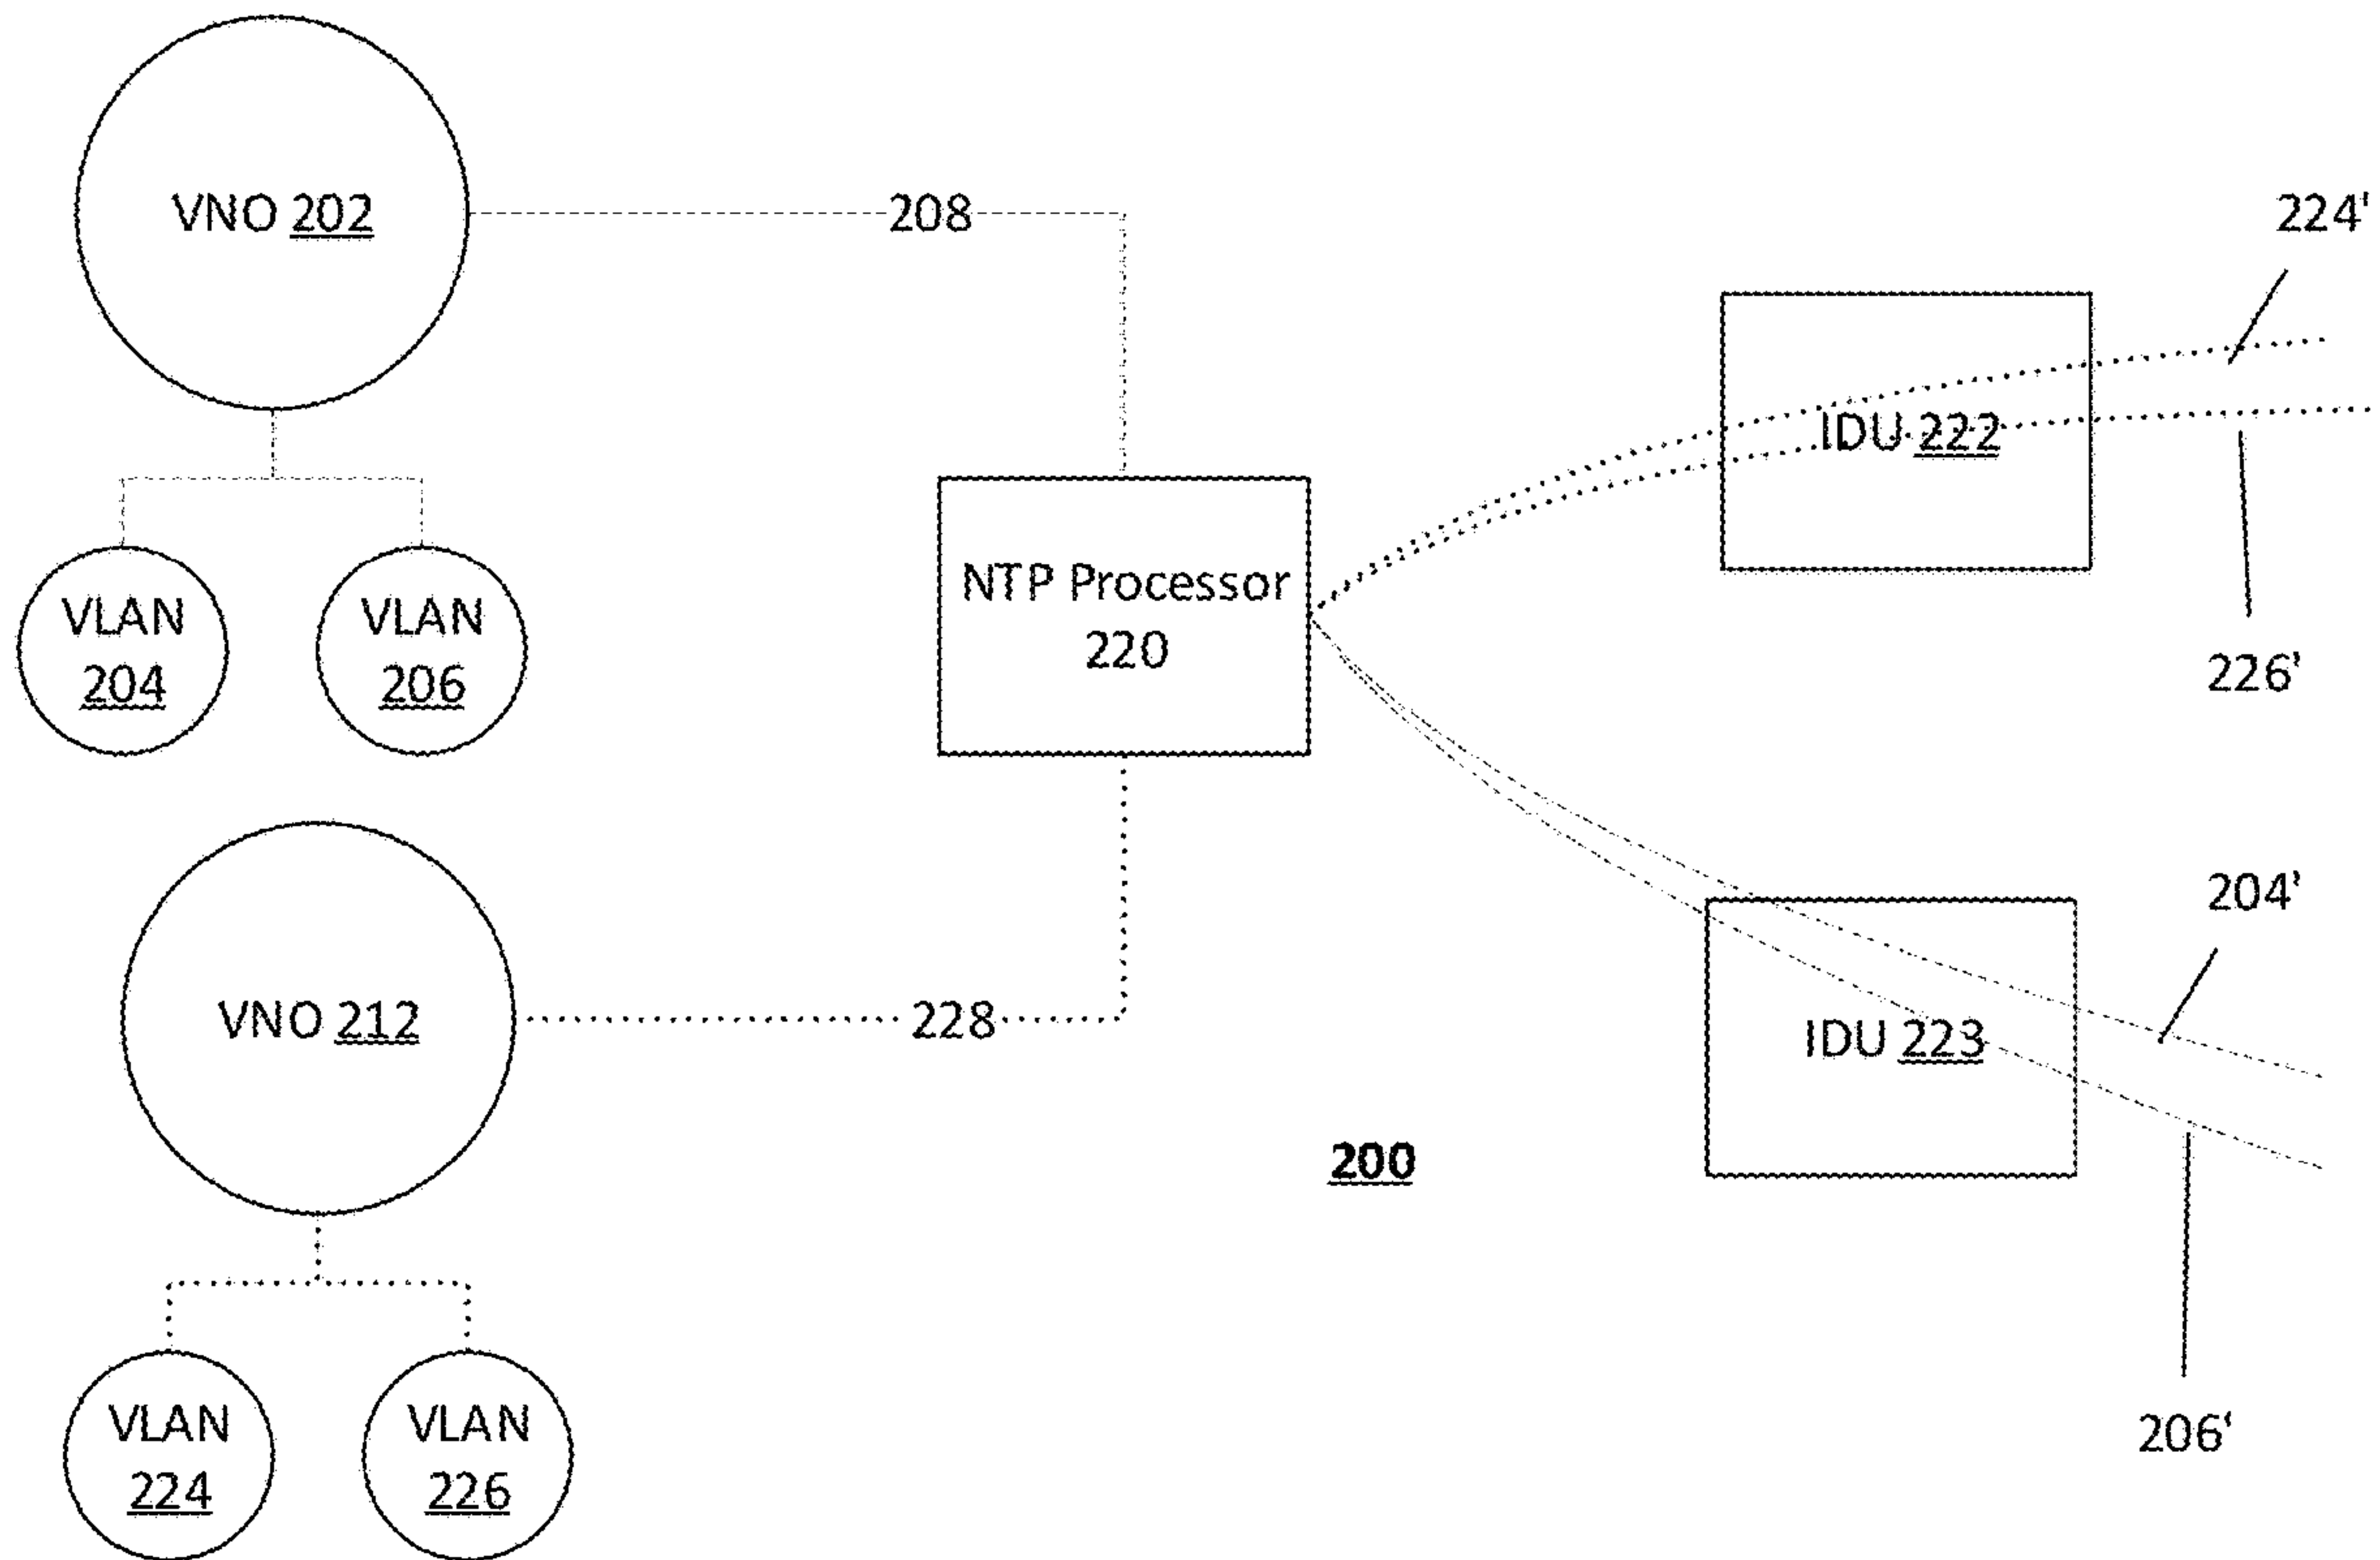 VNO 202
208
224'
IDU 222
VLAN
204
VLAN
206
NTP Processor
220
226'
VNO 212
228
204'
IDU 223
200
206'
VLAN
224
VLAN
226